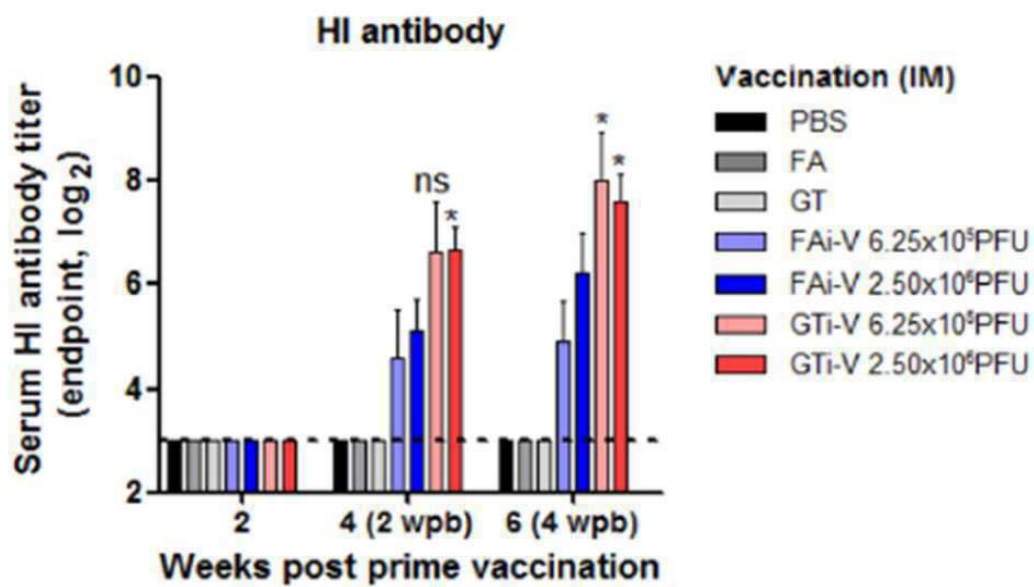 HI antibody
Serum HI antibody titer
(endpoint, log₂)
10
8
6
4
2
ns
*
*
*
2
4 (2 wpb)
6 (4 wpb)
Weeks post prime vaccination
Vaccination (IM)
PBS
FA
GT
FAi-V 6.25x10⁵PFU
FAi-V 2.50x10⁶PFU
GTi-V 6.25x10⁵PFU
GTi-V 2.50x10⁶PFU